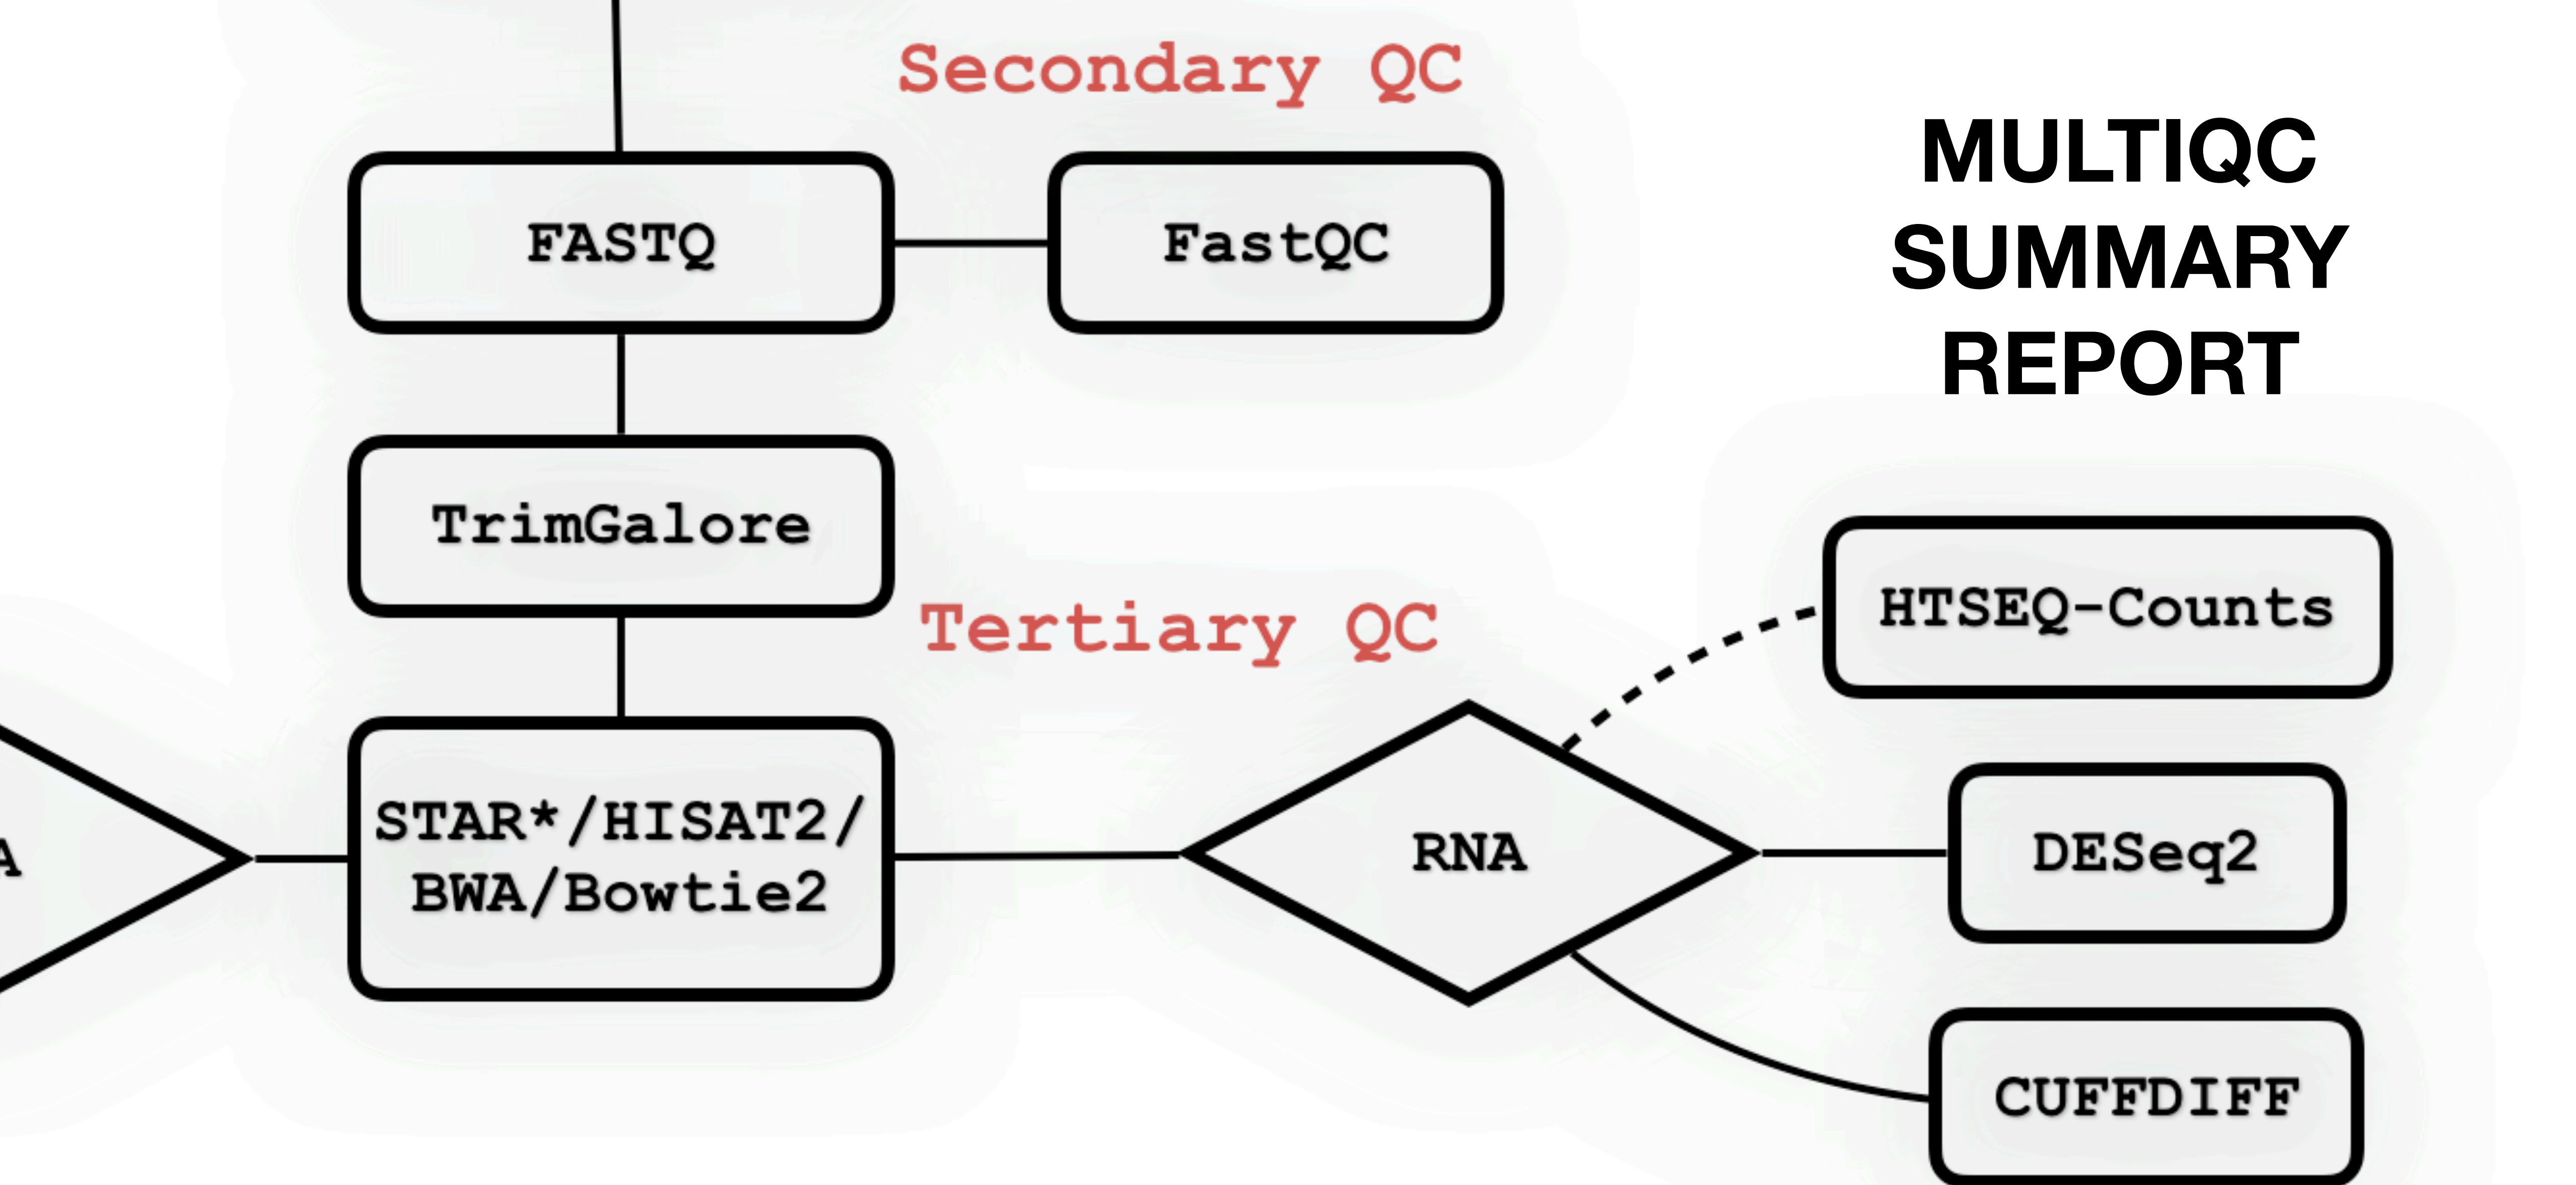 Secondary QC
MULTIQC
SUMMARY
REPORT
FASTQ
FastQC
TrimGalore
Tertiary QC
HTSEQ-Counts
STAR*/HISAT2/
BWA/Bowtie2
RNA
DESeq2
CUFFDIFF